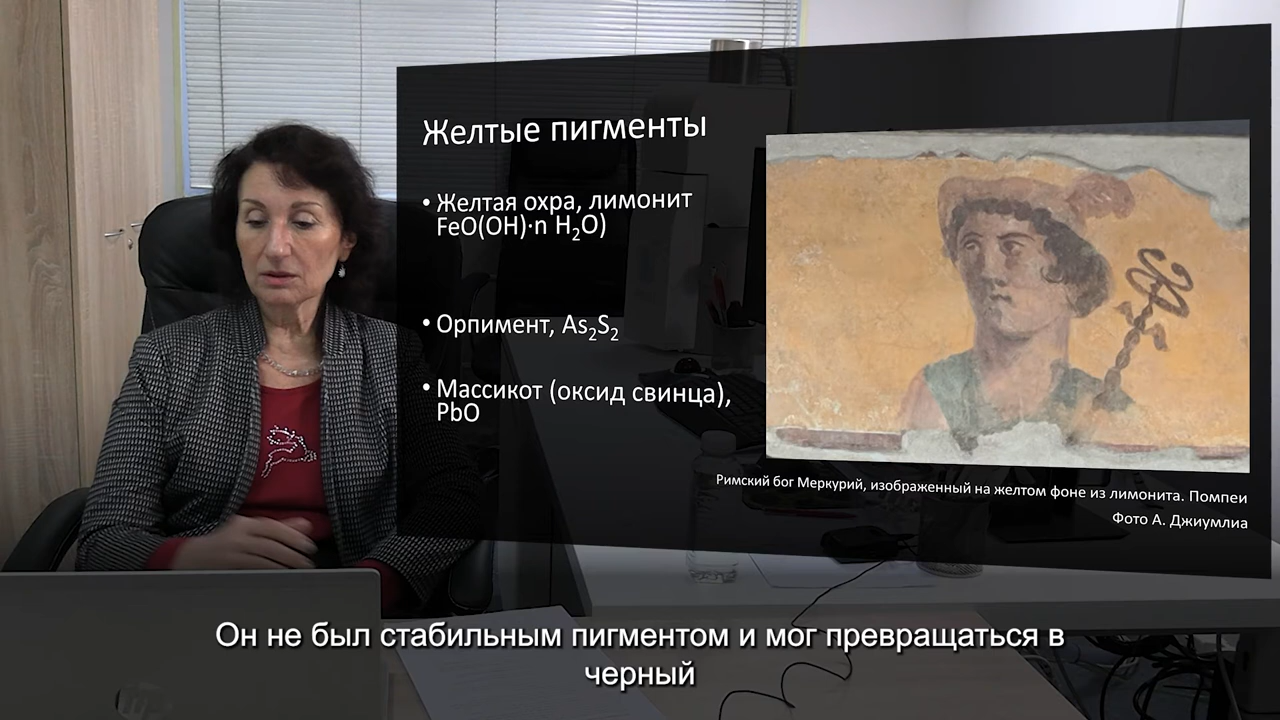 Желтые пигменты
• Желтая охра, лимонит
FeO(OH)·n H₂O)
• Орпимент, As₂S₂
• Массикот (оксид свинца),
PbO
Римский бог Меркурий, изображенный на желтом фоне из лимонита. Помпеи
Фото А. Джиумлиа
Он не был стабильным пигментом и мог превращаться в
черный